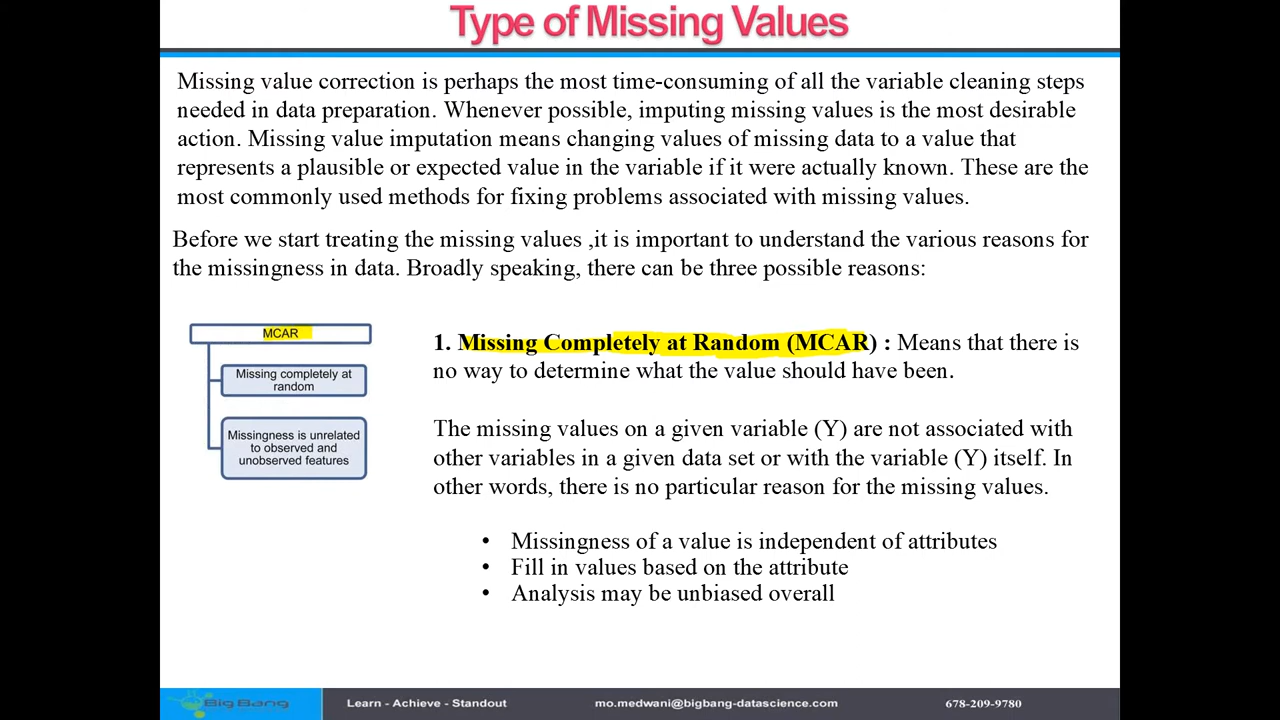 Type of Missing Values
Missing value correction is perhaps the most time-consuming of all the variable cleaning steps
needed in data preparation. Whenever possible, imputing missing values is the most desirable
action. Missing value imputation means changing values of missing data to a value that
represents a plausible or expected value in the variable if it were actually known. These are the
most commonly used methods for fixing problems associated with missing values.
Before we start treating the missing values ,it is important to understand the various reasons for
the missingness in data. Broadly speaking, there can be three possible reasons:
MCAR
Missing completely at
random
Missingness is unrelated
to observed and
unobserved features
1. Missing Completely at Random (MCAR) : Means that there is
no way to determine what the value should have been.
The missing values on a given variable (Y) are not associated with
other variables in a given data set or with the variable (Y) itself. In
other words, there is no particular reason for the missing values.
• Missingness of a value is independent of attributes
• Fill in values based on the attribute
• Analysis may be unbiased overall
Big Bang
Learn - Achieve - Standout
mo.medwani@bigbang-datascience.com
678-209-9780